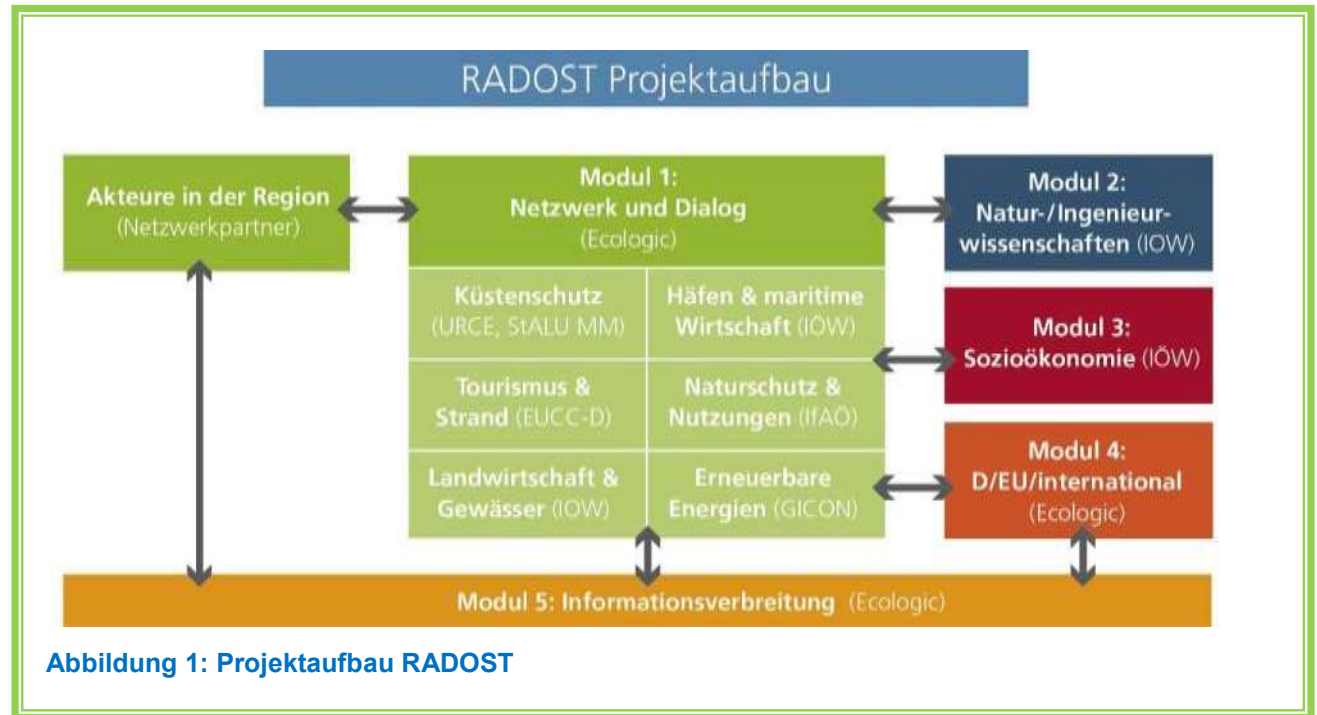 RADOST Projektaufbau
Akteure in der Region
(Netzwerkpartner)
Modul 1:
Netzwerk und Dialog
(Ecologic)
Modul 2:
Natur-/Ingenieur-
wissenschaften (IOW)
Küstenschutz
(URCE, StALU MM)
Häfen & maritime
Wirtschaft (IÖW)
Modul 3:
Sozioökonomie (IÖW)
Tourismus &
Strand (EUCC-D)
Naturschutz &
Nutzungen (IfAÖ)
Landwirtschaft &
Gewässer (IOW)
Erneuerbare
Energien (GICON)
Modul 4:
D/EU/international
(Ecologic)
Modul 5: Informationsverbreitung (Ecologic)
Abbildung 1: Projektaufbau RADOST